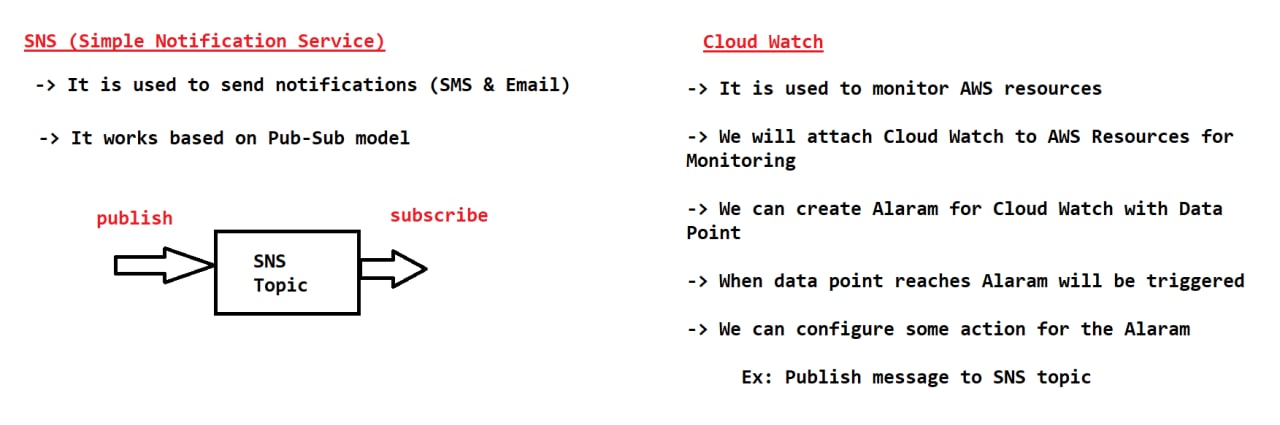 SNS (Simple Notification Service)
-> It is used to send notifications (SMS & Email)
-> It works based on Pub-Sub model
publish
subscribe
SNS
Topic
Cloud Watch
-> It is used to monitor AWS resources
-> We will attach Cloud Watch to AWS Resources for
Monitoring
-> We can create Alaram for Cloud Watch with Data
Point
-> When data point reaches Alaram will be triggered
-> We can configure some action for the Alaram
Ex: Publish message to SNS topic